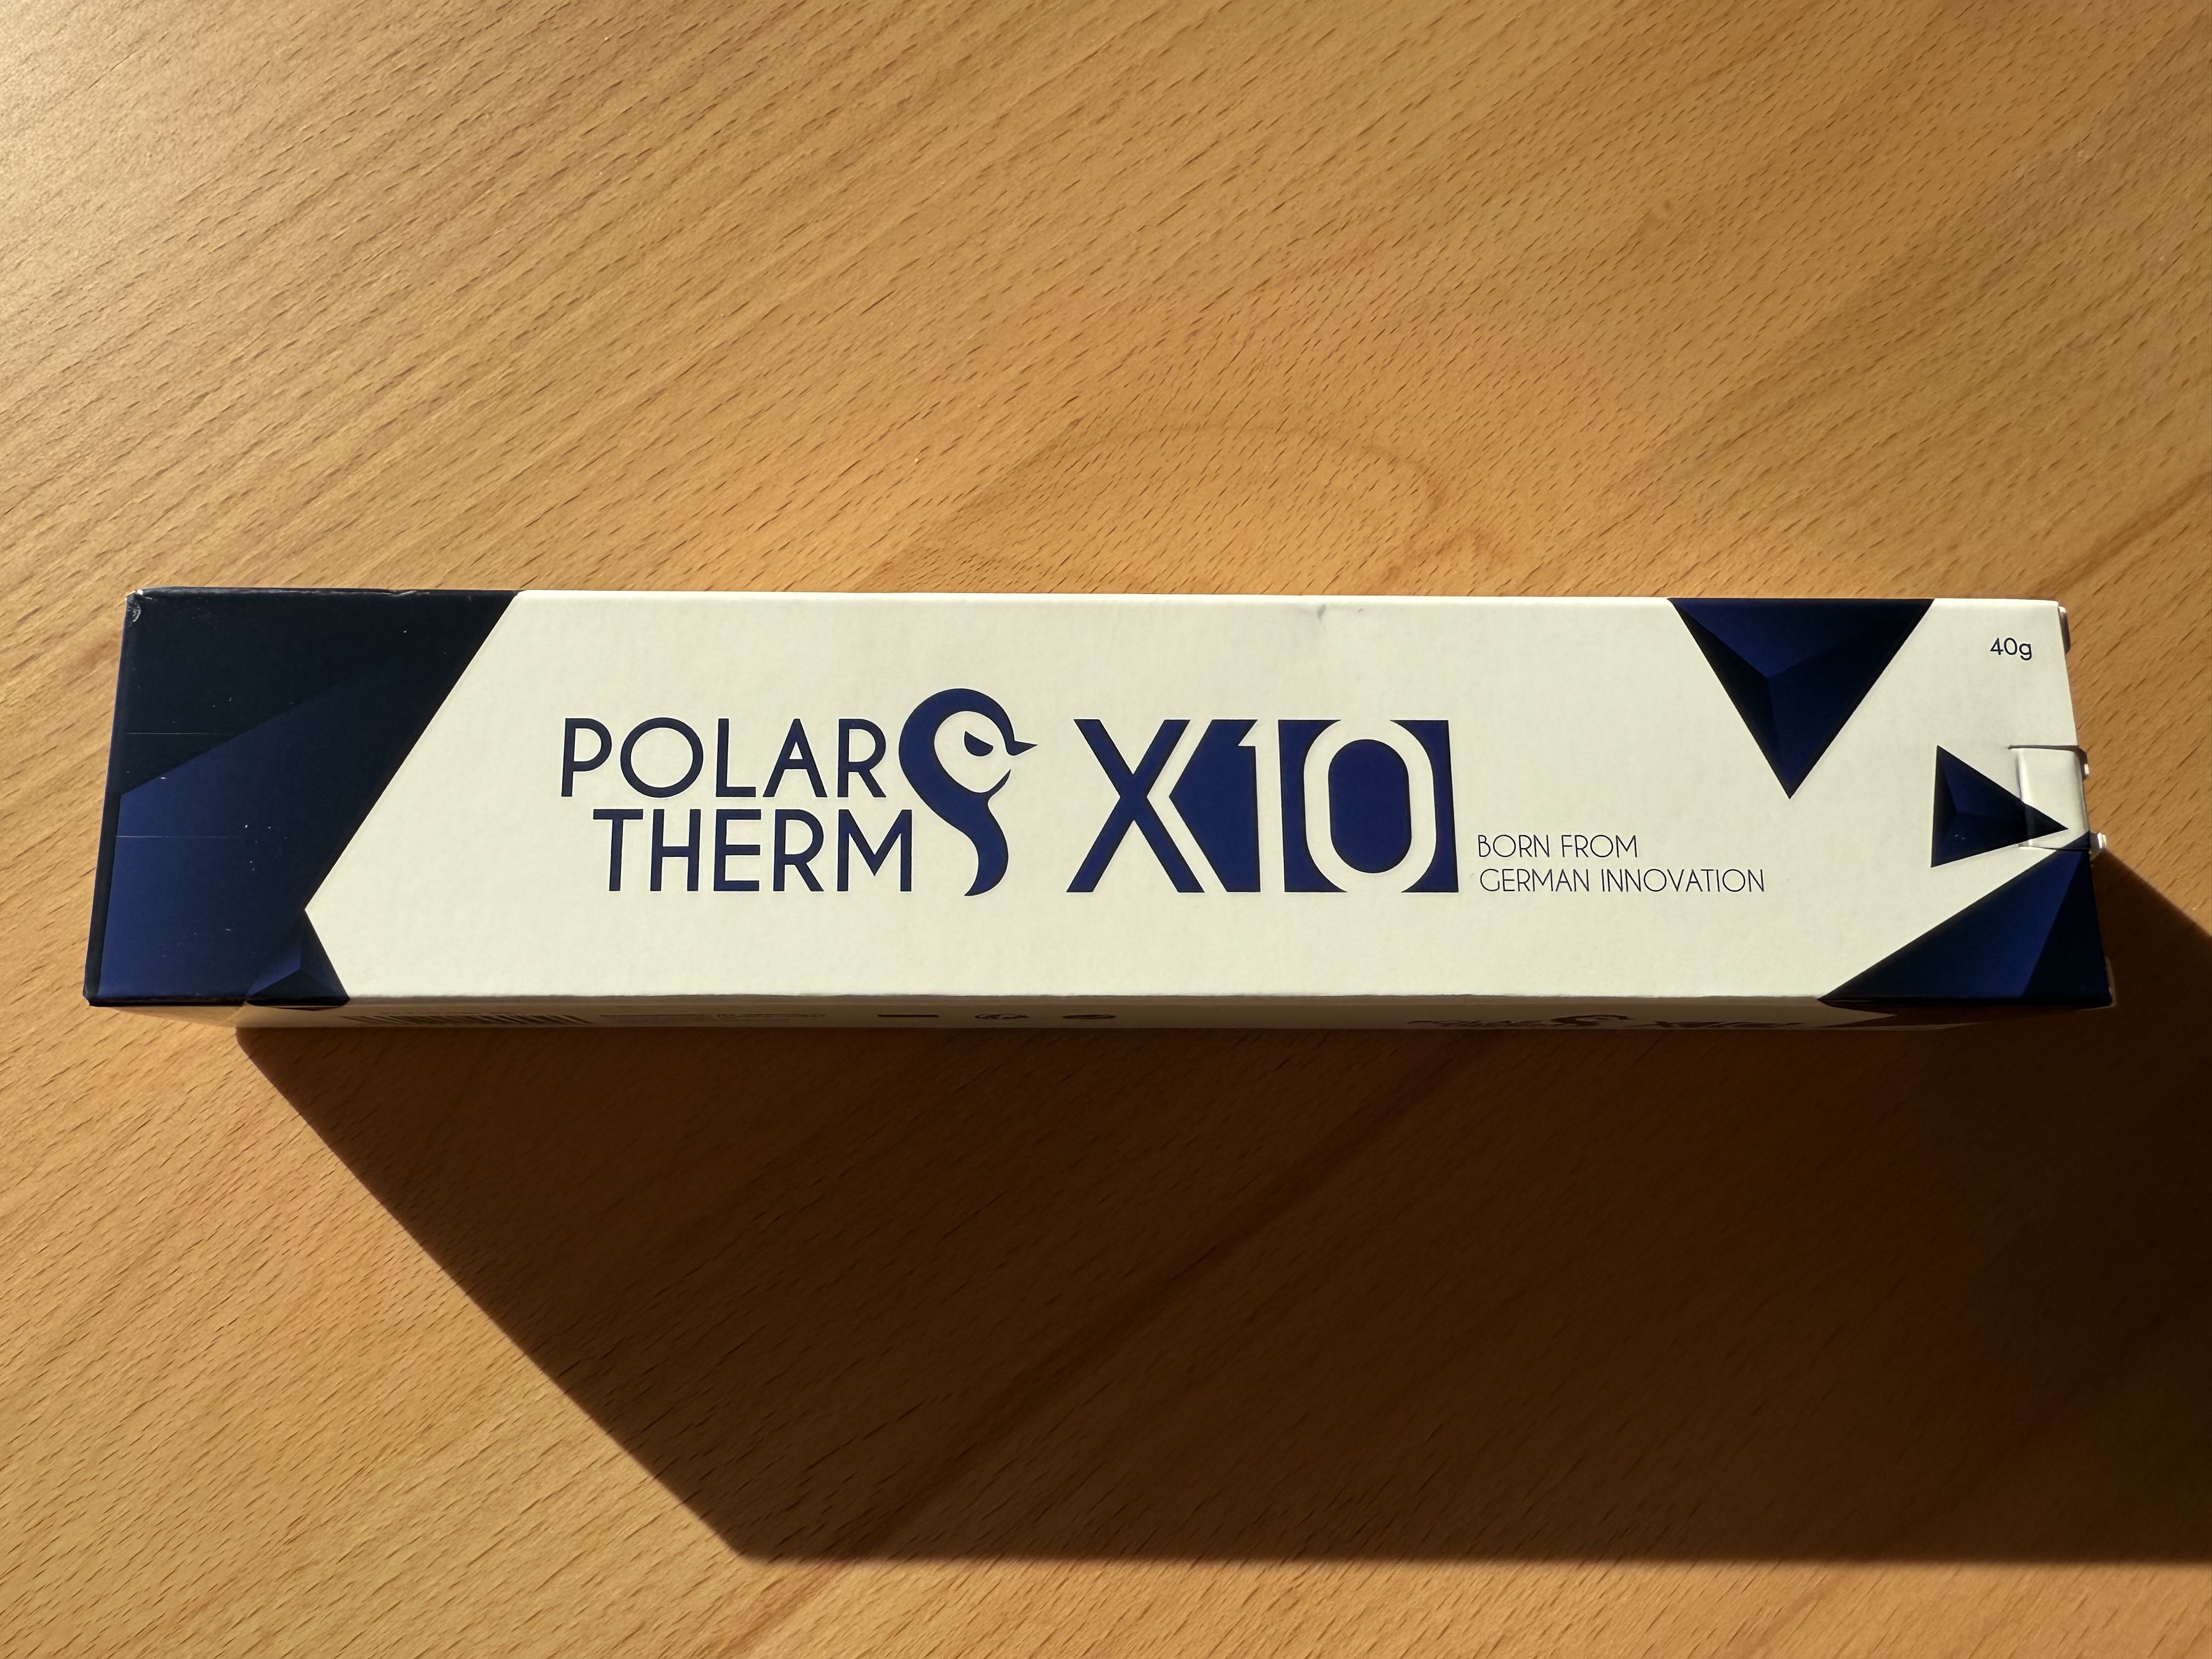 POLAR
THERM
X10
BORN FROM
GERMAN INNOVATION
40g